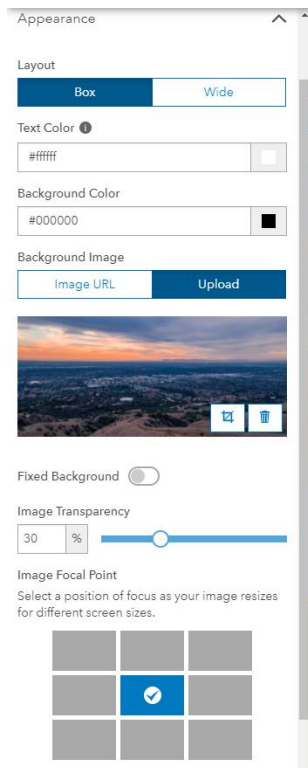 Appearance
Layout
Box Wide
Text Color
#ffffff
Background Color
#000000
Background Image
Image URL Upload
Fixed Background
Image Transparency
30 %
Image Focal Point
Select a position of focus as your image resizes
for different screen sizes.